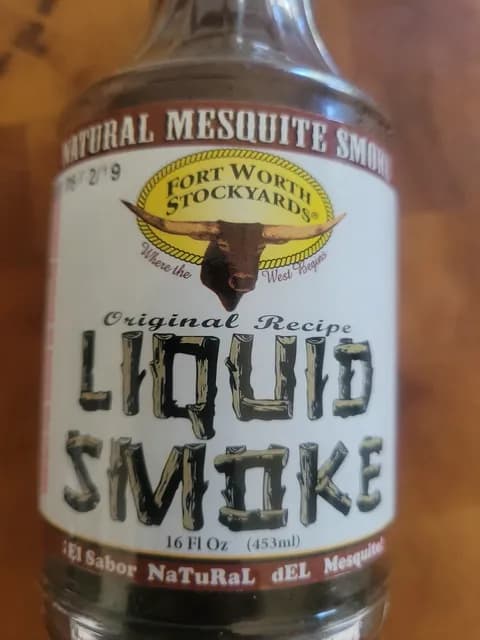 NATURAL MESQUITE SMOKE
FORT WORTH
STOCKYARDS®
Where the West Begins
Original Recipe
LIQUID
SMOKE
16 Fl Oz (453ml)
¡El Sabor NaTuRaL dEL Mesquite!